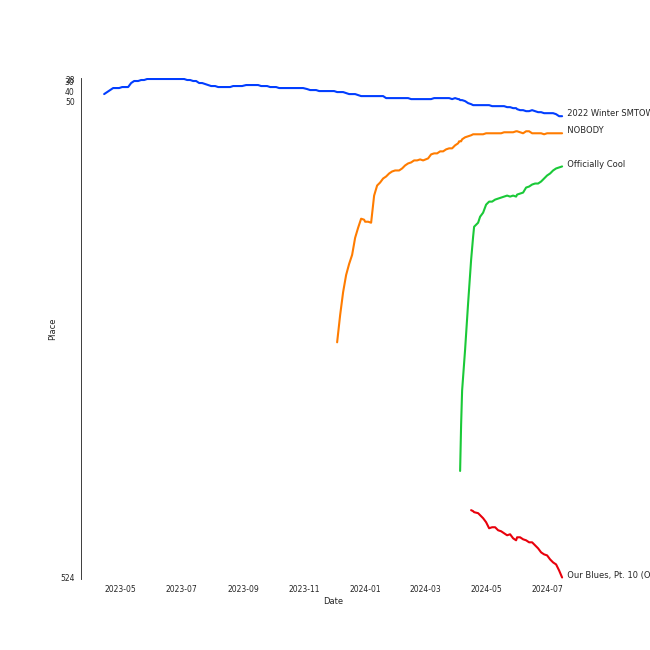 28
30
40
50
2022 Winter SMTOW
NOBODY
Officially Cool
Place
524
Our Blues, Pt. 10 (O
2023-05
2023-07
2023-09
2023-11
2024-01
2024-03
2024-05
2024-07
Date